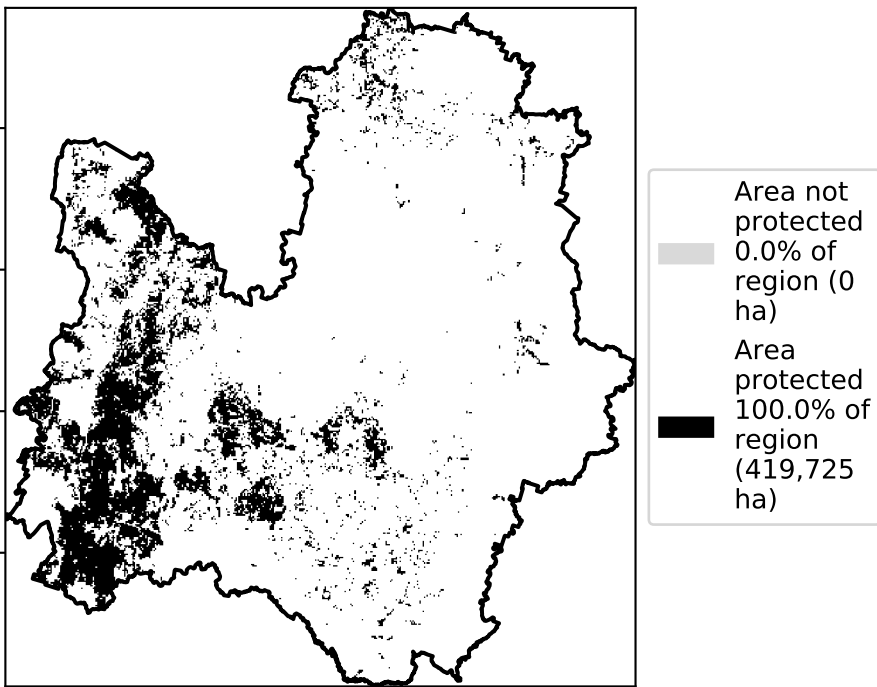 Area not
protected
0.0% of
region (0
ha)
Area
protected
100.0% of
region
(419,725
ha)